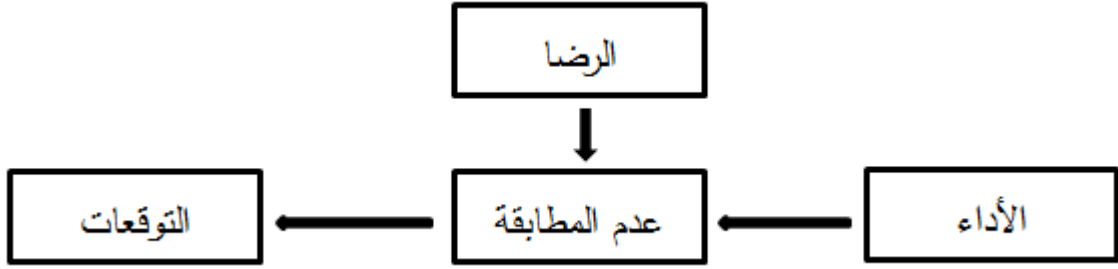 الرضا
الأداء
عدم المطابقة
التوقعات